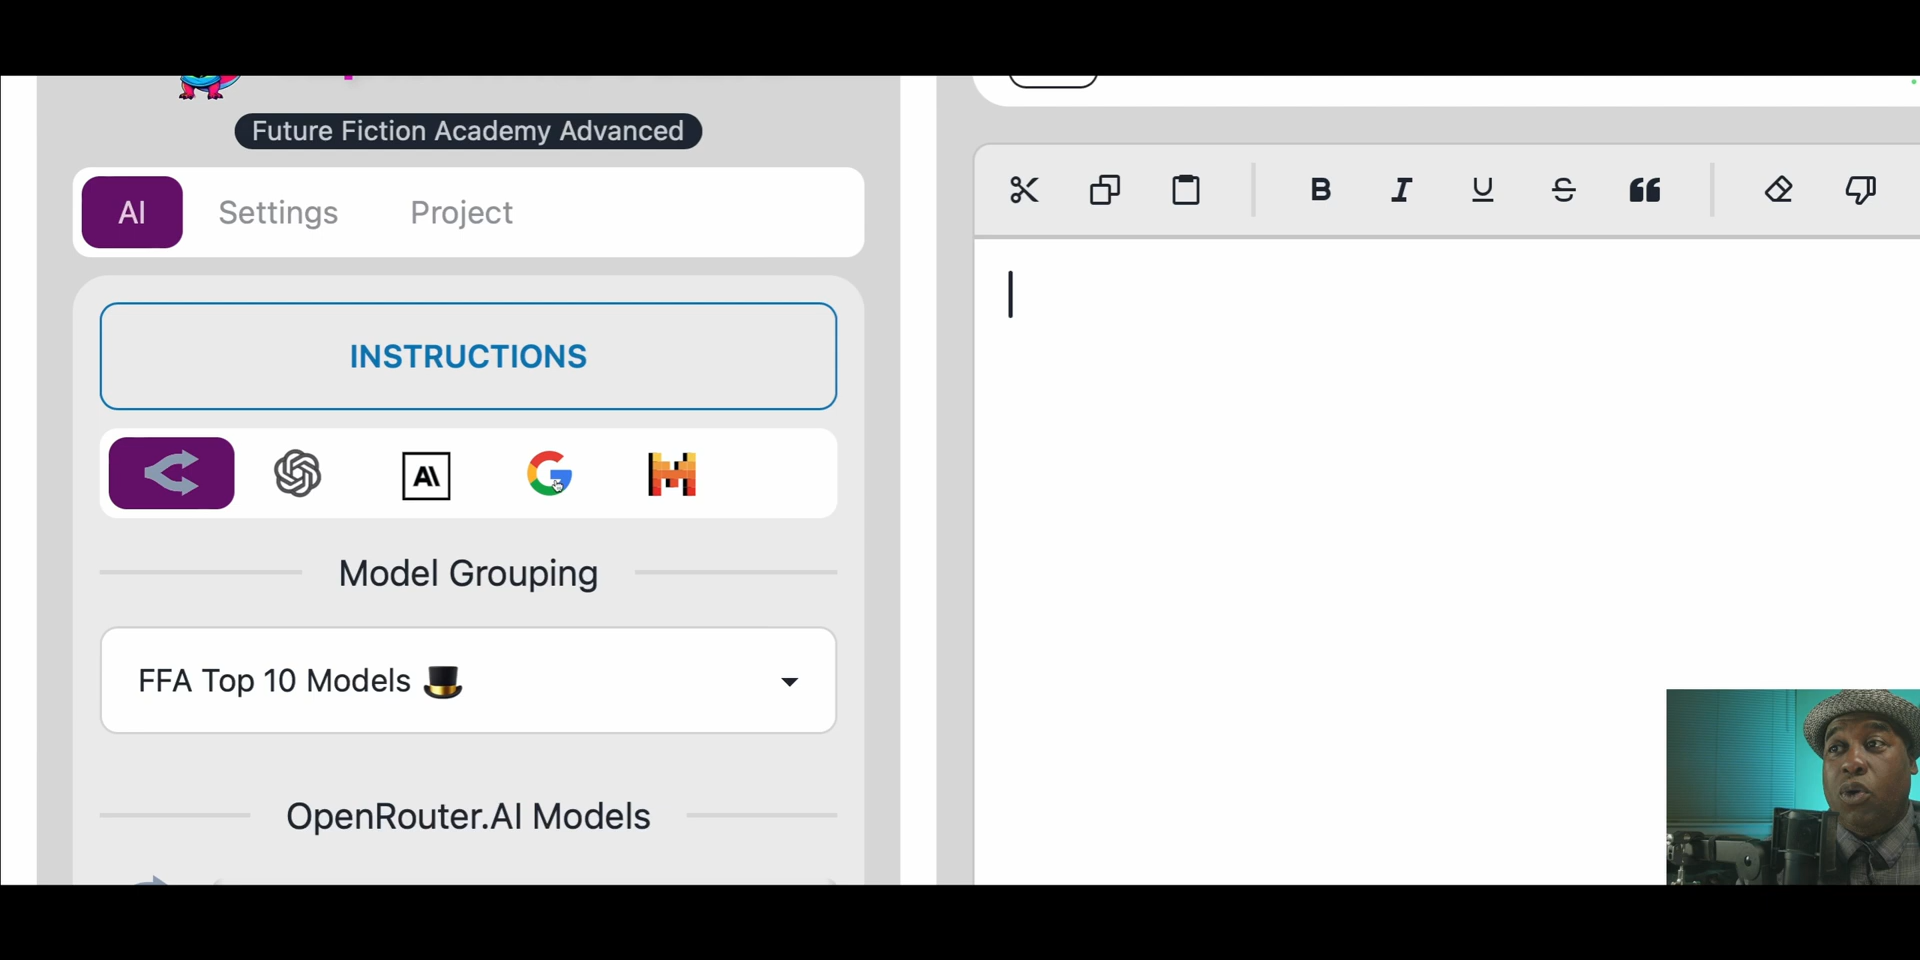 Future Fiction Academy Advanced
AI
Settings
Project
INSTRUCTIONS
Model Grouping
FFA Top 10 Models
OpenRouter.AI Models